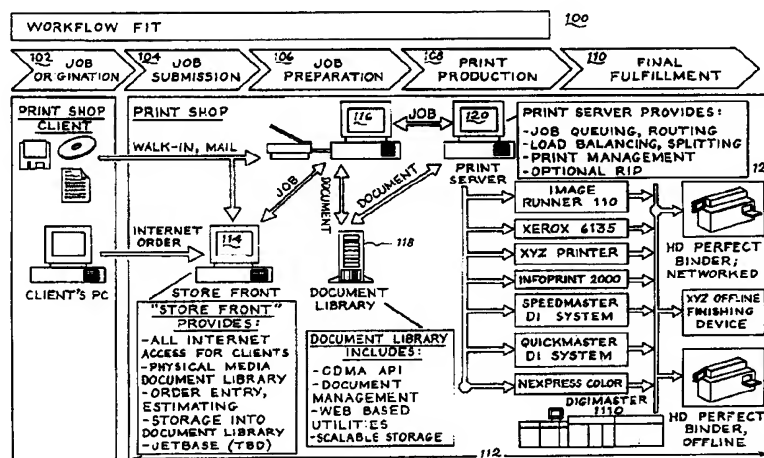 WORKFLOW FIT
100
102 JOB
ORIGINATION
104 JOB
SUBMISSION
106 JOB
PREPARATION
108 PRINT
PRODUCTION
110 FINAL
FULFILLMENT
PRINT SHOP
CLIENT
PRINT SHOP
WALK-IN, MAIL
116
JOB
120
PRINT SERVER PROVIDES:
-JOB QUEUING, ROUTING
-LOAD BALANCING, SPLITTING
-PRINT MANAGEMENT
-OPTIONAL RIP
PRINT
SERVER
12
JOB
DOCUMENT
DOCUMENT
INTERNET
ORDER
114
118
CLIENT'S PC
STORE FRONT
DOCUMENT
LIBRARY
IMAGE
RUNNER 110
XEROX 6135
XYZ PRINTER
INFOPRINT 2000
SPEEDMASTER
DI SYSTEM
QUICKMASTER
DI SYSTEM
NEXPRESS COLOR
DIGIMASTER
1110
HD PERFECT
BINDER;
NETWORKED
XYZ OFFLINE
FINISHING
DEVICE
HD PERFECT
BINDER,
OFFLINE
"STORE FRONT"
PROVIDES:
-ALL INTERNET
ACCESS FOR CLIENTS
-PHYSICAL MEDIA
DOCUMENT LIBRARY
-ORDER ENTRY,
ESTIMATING
-STORAGE INTO
DOCUMENT LIBRARY
-JETBASE (TBD)
DOCUMENT LIBRARY
INCLUDES:
-CDMA API
-DOCUMENT
MANAGEMENT
-WEB BASED
UTILITIES
-SCALABLE STORAGE
112